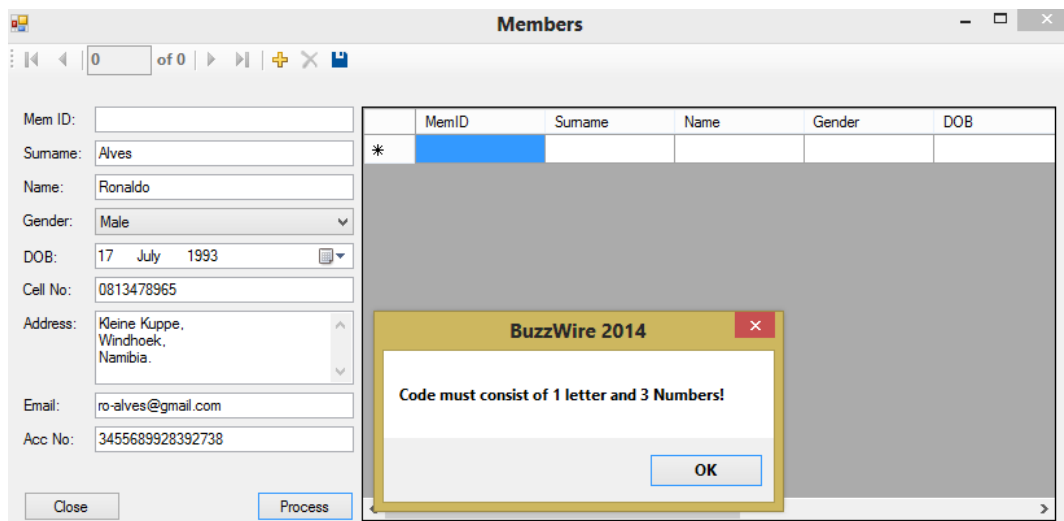 Members
0 of 0
Mem ID:
MemID Surname Name Gender DOB
Surname: Alves
Name: Ronaldo
Gender: Male
DOB: 17 July 1993
Cell No: 0813478965
Address: Kleine Kuppe,
Windhoek,
Namibia.
Email: ro-alves@gmail.com
Acc No: 3455689928392738
Close Process
BuzzWire 2014
Code must consist of 1 letter and 3 Numbers!
OK